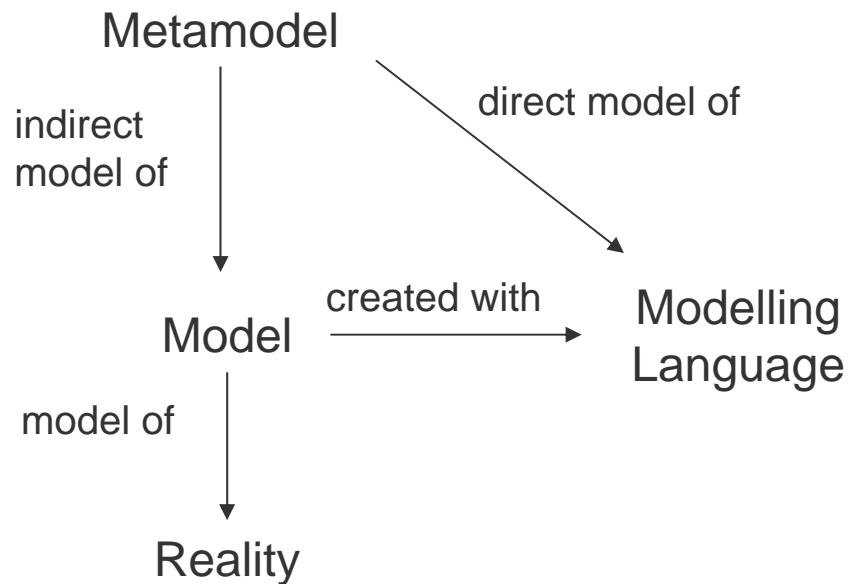 Metamodel
direct model of
indirect
model of
created with
Modelling
Language
Model
model of
Reality